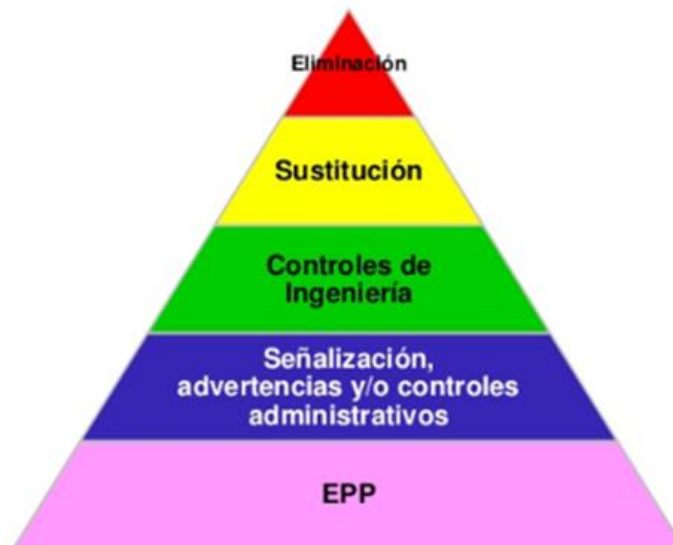 Eliminación
Sustitución
Controles de
Ingeniería
Señalización,
advertencias y/o controles
administrativos
EPP